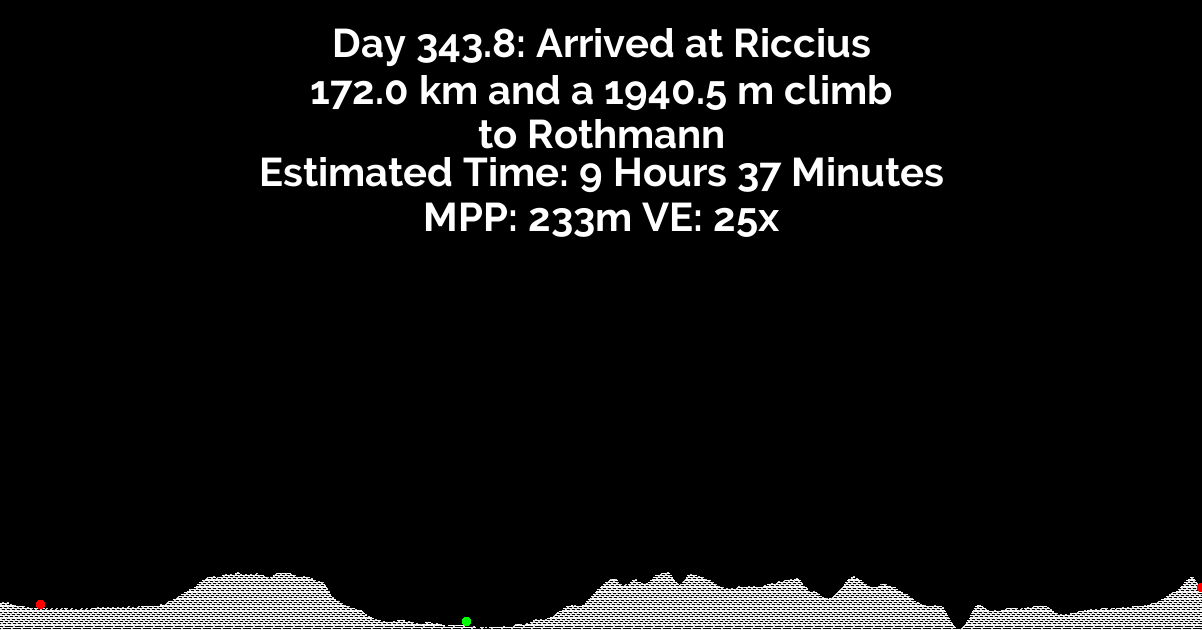 Day 343.8: Arrived at Riccius
172.0 km and a 1940.5 m climb
to Rothmann
Estimated Time: 9 Hours 37 Minutes
MPP: 233m VE: 25x